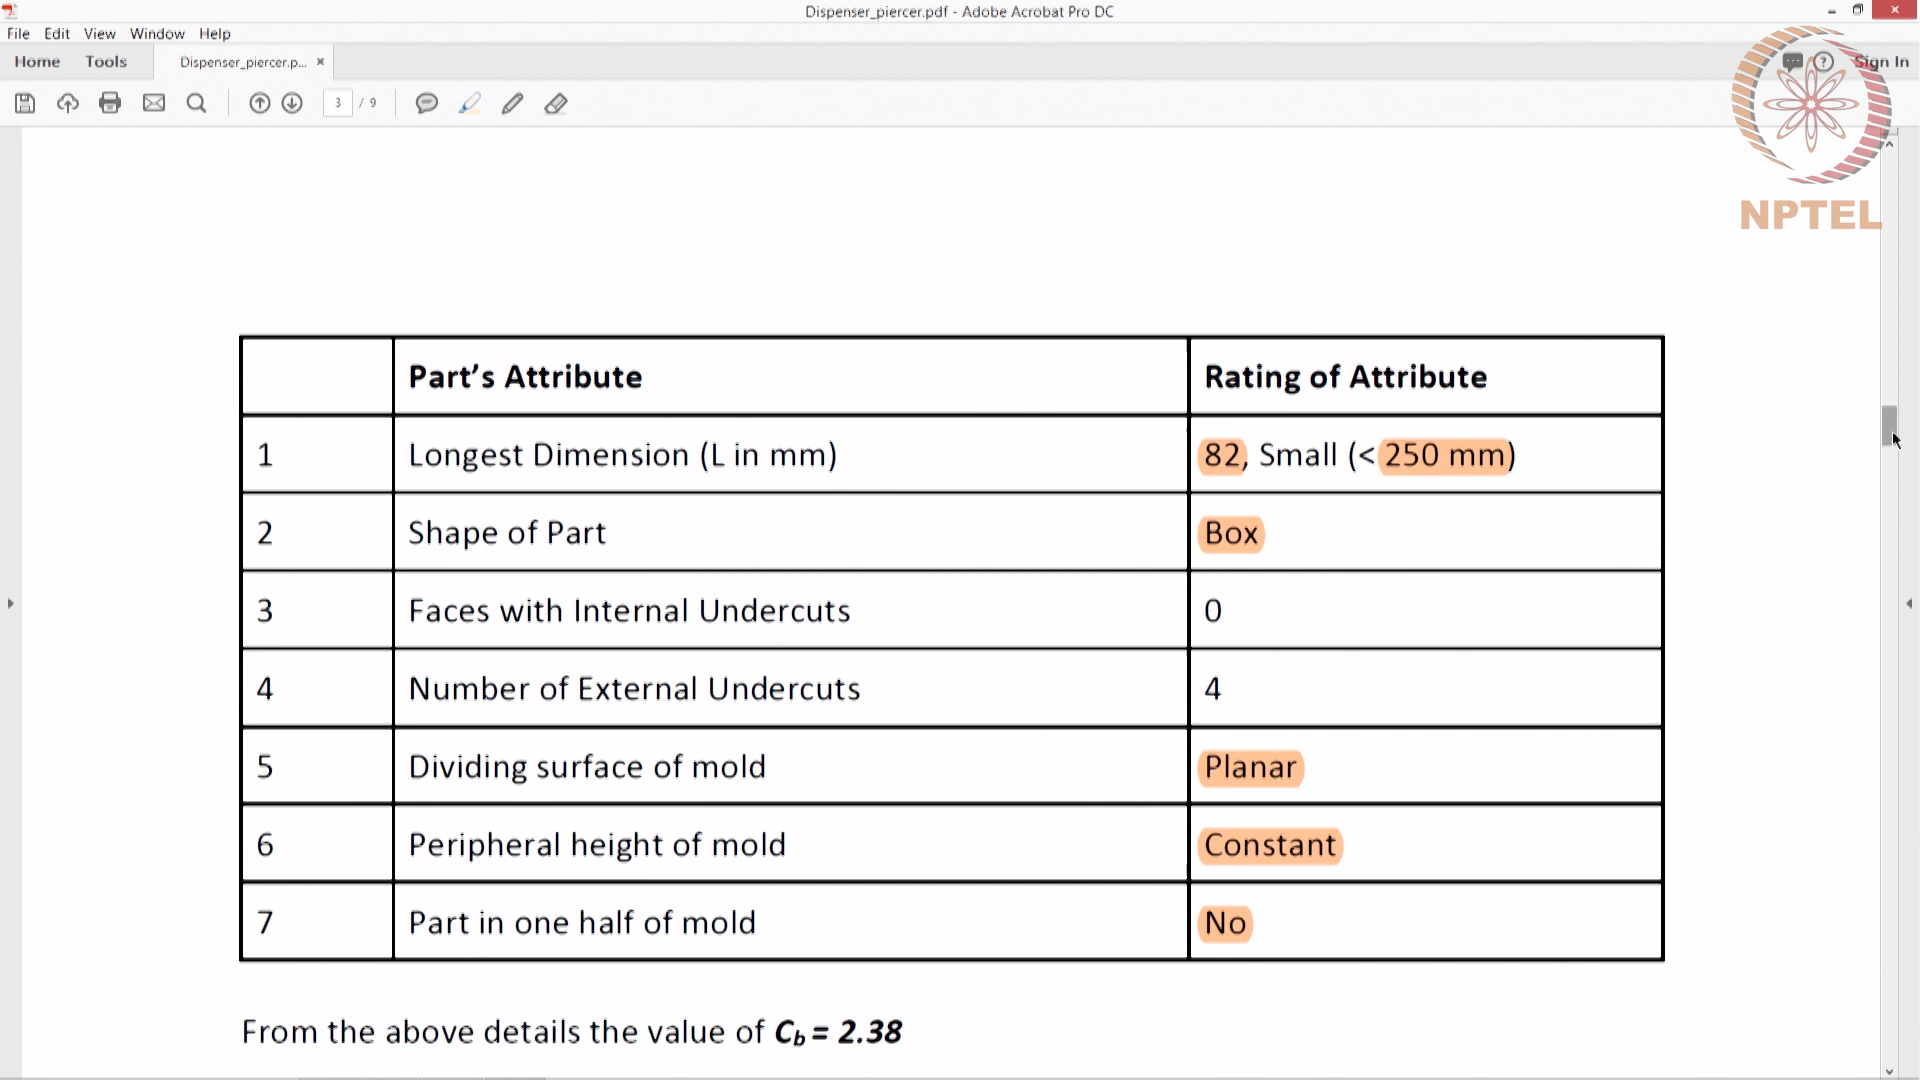 Dispenser_piercer.pdf - Adobe Acrobat Pro DC
File Edit View Window Help
Home Tools Dispenser_piercer.p... Sign In
3 / 9
NPTEL
Part’s Attribute Rating of Attribute
1 Longest Dimension (L in mm) 82, Small (< 250 mm)
2 Shape of Part Box
3 Faces with Internal Undercuts 0
4 Number of External Undercuts 4
5 Dividing surface of mold Planar
6 Peripheral height of mold Constant
7 Part in one half of mold No
From the above details the value of Cb = 2.38